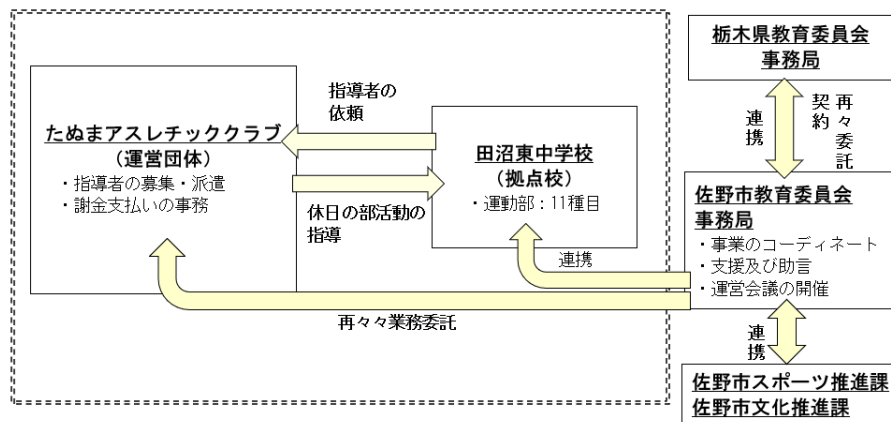 栃木県教育委員会
事務局
連携
再々委託
契約
指導者の
依頼
たぬまアスレチッククラブ
（運営団体）
・指導者の募集・派遣
・謝金支払いの事務
休日の部活動の
指導
田沼東中学校
（拠点校）
・運動部：11種目
連携
佐野市教育委員会
事務局
・事業のコーディネート
・支援及び助言
・運営会議の開催
再々々業務委託
連携
佐野市スポーツ推進課
佐野市文化推進課